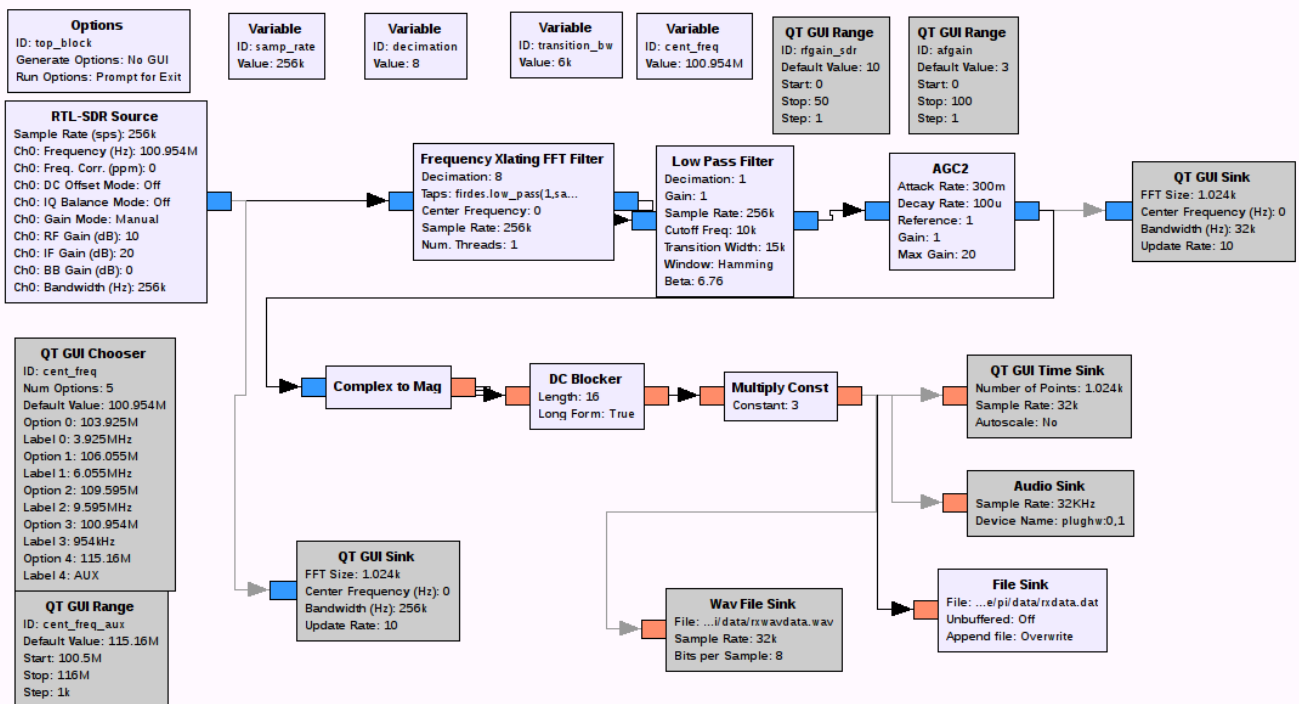 Options
ID: top_block
Generate Options: No GUI
Run Options: Prompt for Exit
Variable
ID: samp_rate
Value: 256k
Variable
ID: decimation
Value: 8
Variable
ID: transition_bw
Value: 6k
Variable
ID: cent_freq
Value: 100.954M
QT GUI Range
ID: rfgain_sdr
Default Value: 10
Start: 0
Stop: 50
Step: 1
QT GUI Range
ID: afgain
Default Value: 3
Start: 0
Stop: 100
Step: 1
RTL-SDR Source
Sample Rate (sps): 256k
Ch0: Frequency (Hz): 100.954M
Ch0: Freq. Corr. (ppm): 0
Ch0: DC Offset Mode: Off
Ch0: IQ Balance Mode: Off
Ch0: Gain Mode: Manual
Ch0: RF Gain (dB): 10
Ch0: IF Gain (dB): 20
Ch0: BB Gain (dB): 0
Ch0: Bandwidth (Hz): 256k
Frequency Xlating FFT Filter
Decimation: 8
Taps: firdes.low_pass(1,sa...
Center Frequency: 0
Sample Rate: 256k
Num. Threads: 1
Low Pass Filter
Decimation: 1
Gain: 1
Sample Rate: 256k
Cutoff Freq: 10k
Transition Width: 15k
Window: Hamming
Beta: 6.76
AGC2
Attack Rate: 300m
Decay Rate: 100u
Reference: 1
Gain: 1
Max Gain: 20
QT GUI Sink
FFT Size: 1.024k
Center Frequency (Hz): 0
Bandwidth (Hz): 32k
Update Rate: 10
QT GUI Chooser
ID: cent_freq
Num Options: 5
Default Value: 100.954M
Option 0: 103.925M
Label 0: 3.925MHz
Option 1: 106.055M
Label 1: 6.055MHz
Option 2: 109.595M
Label 2: 9.595MHz
Option 3: 100.954M
Label 3: 954kHz
Option 4: 115.16M
Label 4: AUX
Complex to Mag
DC Blocker
Length: 16
Long Form: True
Multiply Const
Constant: 3
QT GUI Time Sink
Number of Points: 1.024k
Sample Rate: 32k
Autoscale: No
Audio Sink
Sample Rate: 32KHz
Device Name: plughw:0,1
QT GUI Sink
FFT Size: 1.024k
Center Frequency (Hz): 0
Bandwidth (Hz): 256k
Update Rate: 10
Wav File Sink
File: ...i/data/rxwavdata.wav
Sample Rate: 32k
Bits per Sample: 8
File Sink
File: ...e/pi/data/rxdata.dat
Unbuffered: Off
Append file: Overwrite
QT GUI Range
ID: cent_freq_aux
Default Value: 115.16M
Start: 100.5M
Stop: 116M
Step: 1k